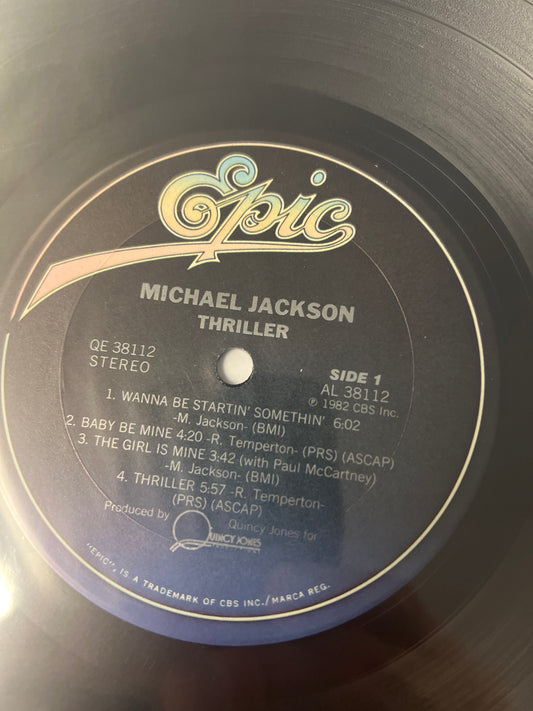 Epic
MICHAEL JACKSON
THRILLER
QE 38112
STEREO
SIDE 1
AL 38112
℗ 1982 CBS Inc.
1. WANNA BE STARTIN' SOMETHIN' 6:02
-M. Jackson- (BMI)
2. BABY BE MINE 4:20 -R. Temperton- (PRS) (ASCAP)
3. THE GIRL IS MINE 3:42 (with Paul McCartney)
-M. Jackson- (BMI)
4. THRILLER 5:57 -R. Temperton-
(PRS) (ASCAP)
Produced by Quincy Jones for
QUINCY JONES
"EPIC", IS A TRADEMARK OF CBS INC./MARCA REG.